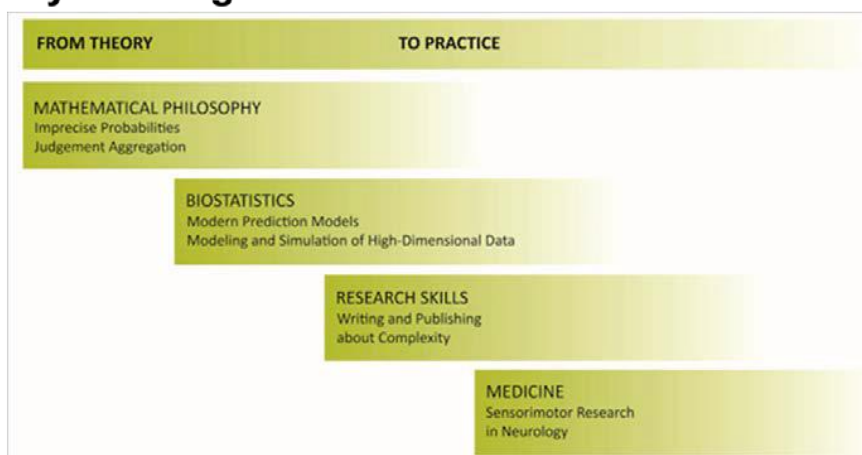 FROM THEORY TO PRACTICE
MATHEMATICAL PHILOSOPHY
Imprecise Probabilities
Judgement Aggregation
BIOSTATISTICS
Modern Prediction Models
Modeling and Simulation of High-Dimensional Data
RESEARCH SKILLS
Writing and Publishing
about Complexity
MEDICINE
Sensorimotor Research
in Neurology